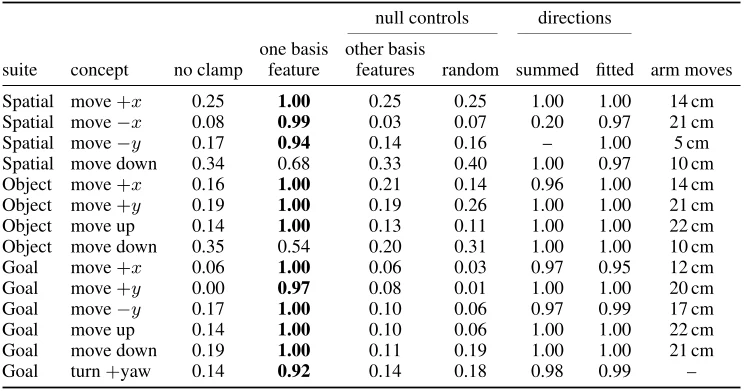 null controls directions
one basis other basis
suite concept no clamp feature features random summed fitted arm moves
Spatial move +x 0.25 1.00 0.25 0.25 1.00 1.00 14 cm
Spatial move −x 0.08 0.99 0.03 0.07 0.20 0.97 21 cm
Spatial move −y 0.17 0.94 0.14 0.16 – 1.00 5 cm
Spatial move down 0.34 0.68 0.33 0.40 1.00 0.97 10 cm
Object move +x 0.16 1.00 0.21 0.14 0.96 1.00 14 cm
Object move +y 0.19 1.00 0.19 0.26 1.00 1.00 21 cm
Object move up 0.14 1.00 0.13 0.11 1.00 1.00 22 cm
Object move down 0.35 0.54 0.20 0.31 1.00 1.00 10 cm
Goal move +x 0.06 1.00 0.06 0.03 0.97 0.95 12 cm
Goal move +y 0.00 0.97 0.08 0.01 1.00 1.00 20 cm
Goal move −y 0.17 1.00 0.10 0.06 0.97 0.99 17 cm
Goal move up 0.14 1.00 0.10 0.06 1.00 1.00 22 cm
Goal move down 0.19 1.00 0.11 0.19 1.00 1.00 21 cm
Goal turn +yaw 0.14 0.92 0.14 0.18 0.98 0.99 –